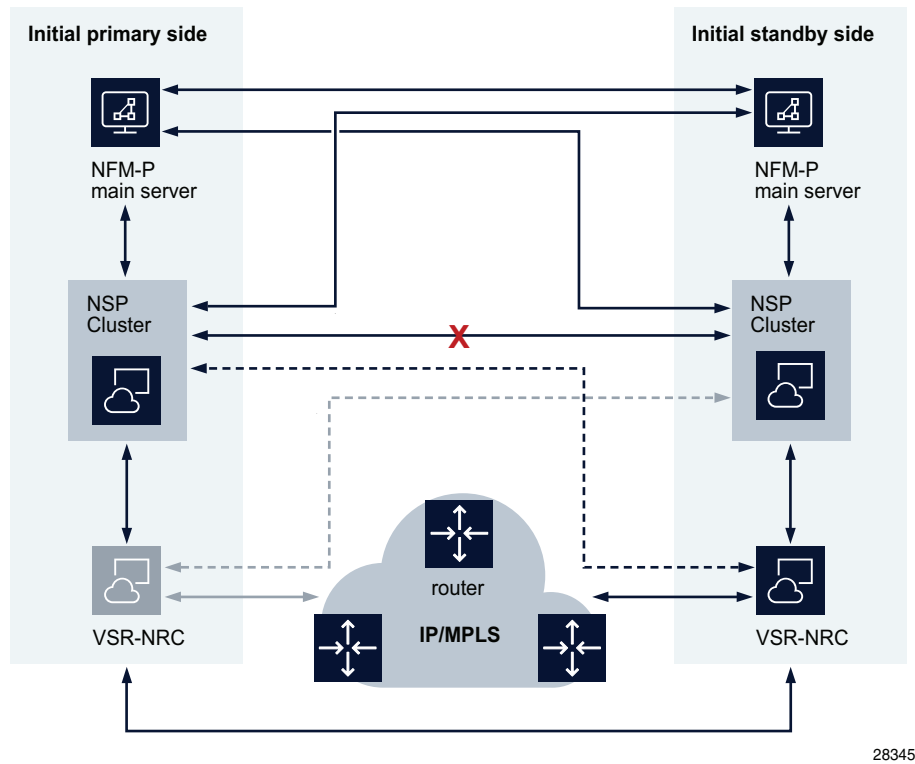 Initial primary side
Initial standby side
NFM-P
main server
NFM-P
main server
NSP
Cluster
NSP
Cluster
X
router
IP/MPLS
VSR-NRC
VSR-NRC
28345